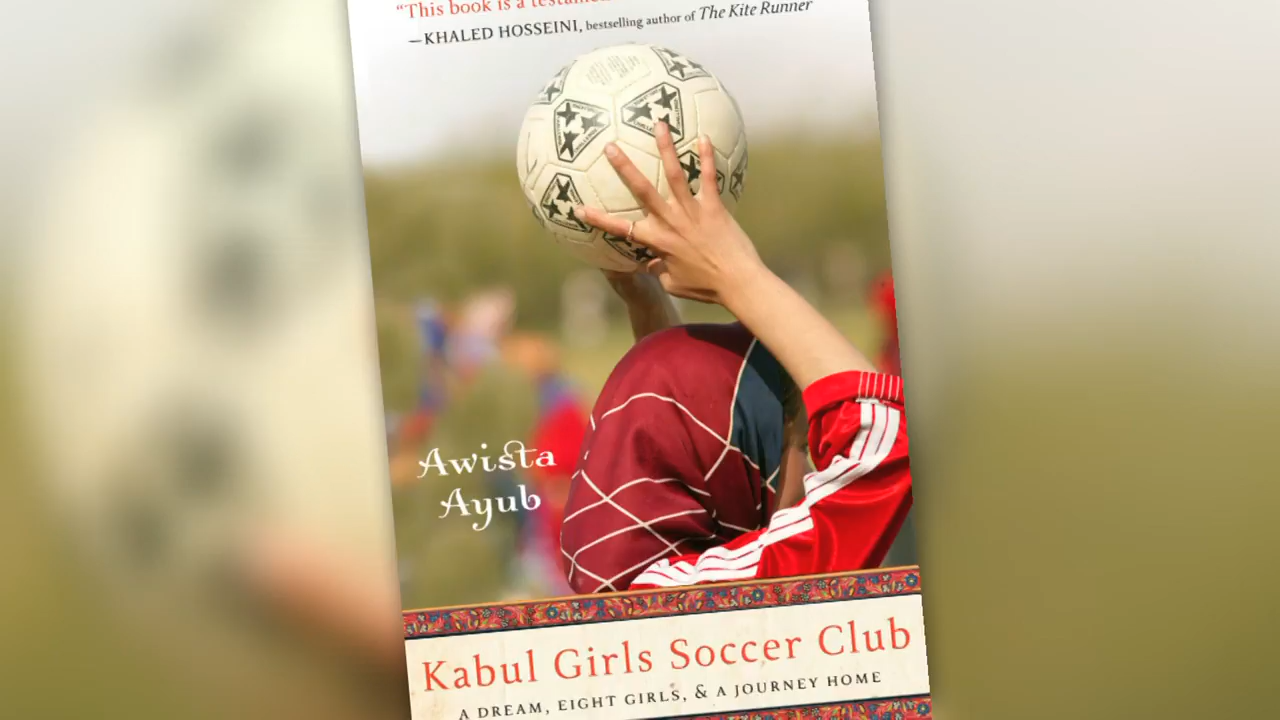 “This book is a testament
—KHALED HOSSEINI, bestselling author of The Kite Runner
Awista
Ayub
Kabul Girls Soccer Club
A DREAM, EIGHT GIRLS, & A JOURNEY HOME